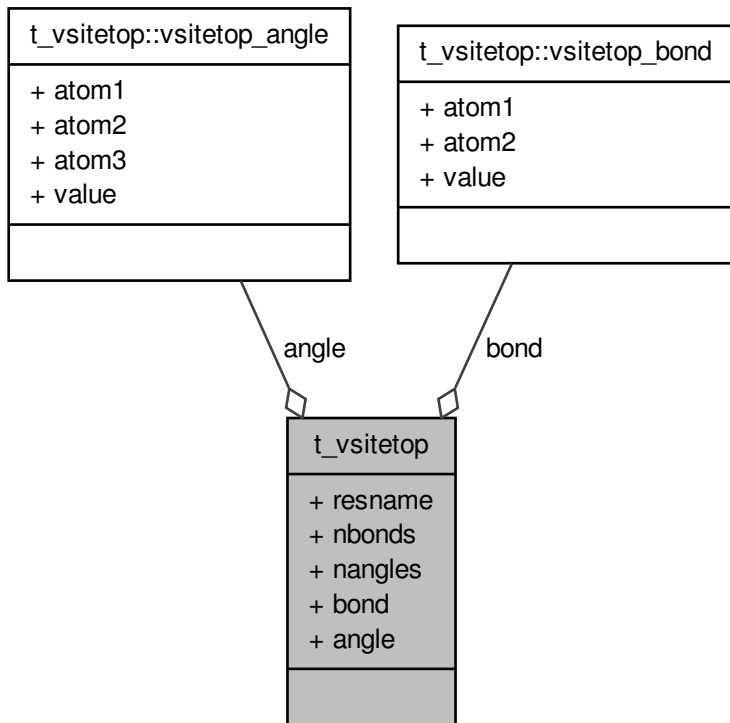 t_vsitetop::vsitetop_angle
+ atom1
+ atom2
+ atom3
+ value
t_vsitetop::vsitetop_bond
+ atom1
+ atom2
+ value
angle
bond
t_vsitetop
+ resname
+ nbonds
+ nangles
+ bond
+ angle